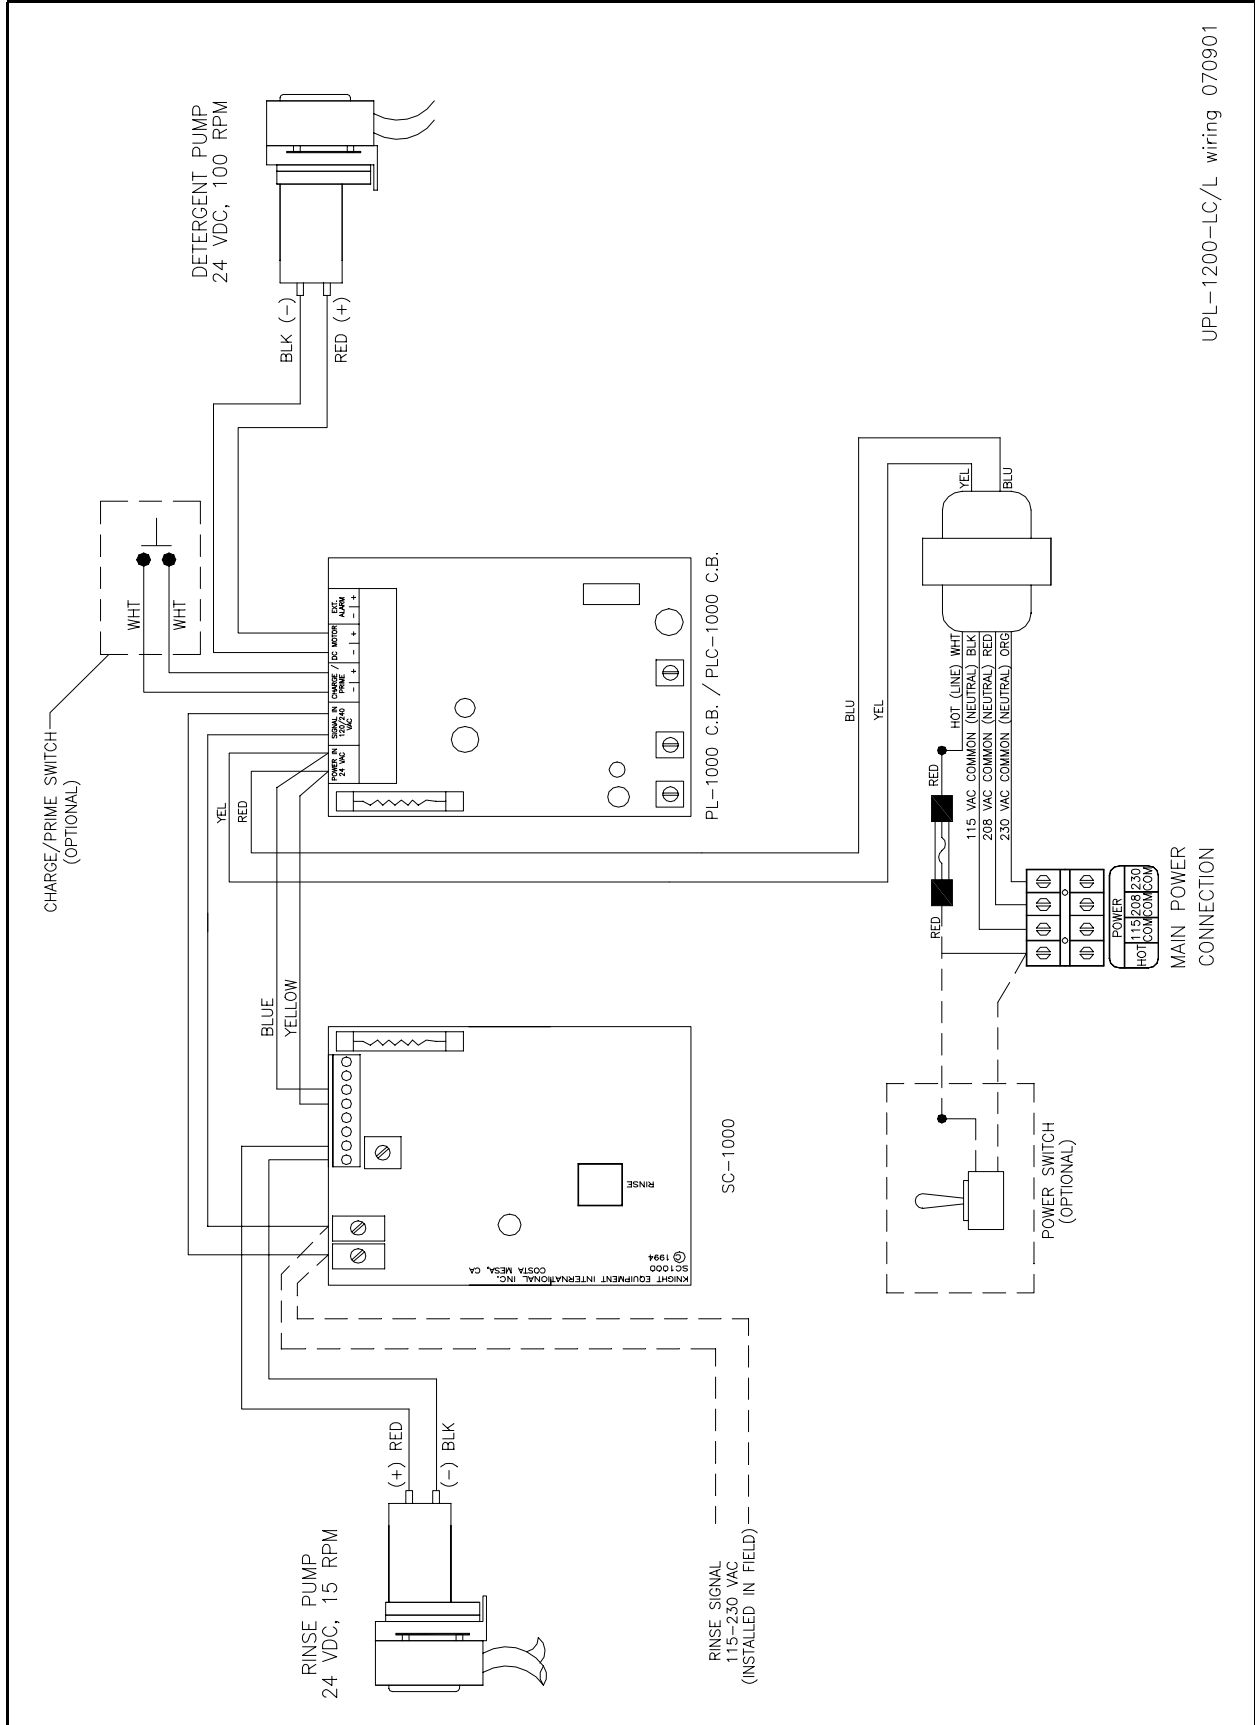 UPL-1200-LC/L wiring 070901
CHARGE/PRIME SWITCH
(OPTIONAL)
WHT
WHT
DETERGENT PUMP
24 VDC, 100 RPM
BLK (-)
RED (+)
RINSE PUMP
24 VDC, 15 RPM
(+) RED
(-) BLK
BLUE
YELLOW
YEL
RED
POWER IN
24 VAC
SIGNAL IN
120/240
VAC
CHARGE /
PRIME
- +
DC MOTOR
- +
EXT.
ALARM
- +
PL-1000 C.B. / PLC-1000 C.B.
SC-1000
RINSE
KNIGHT EQUIPMENT INTERNATIONAL INC.
SC1000 COSTA MESA, CA
© 1994
RINSE SIGNAL
115-230 VAC
(INSTALLED IN FIELD)
BLU
YEL
YEL
BLU
HOT (LINE) WHT
115 VAC COMMON (NEUTRAL) BLK
208 VAC COMMON (NEUTRAL) RED
230 VAC COMMON (NEUTRAL) ORG
RED
RED
POWER
HOT 115 208 230
COM COM COM
MAIN POWER
CONNECTION
POWER SWITCH
(OPTIONAL)